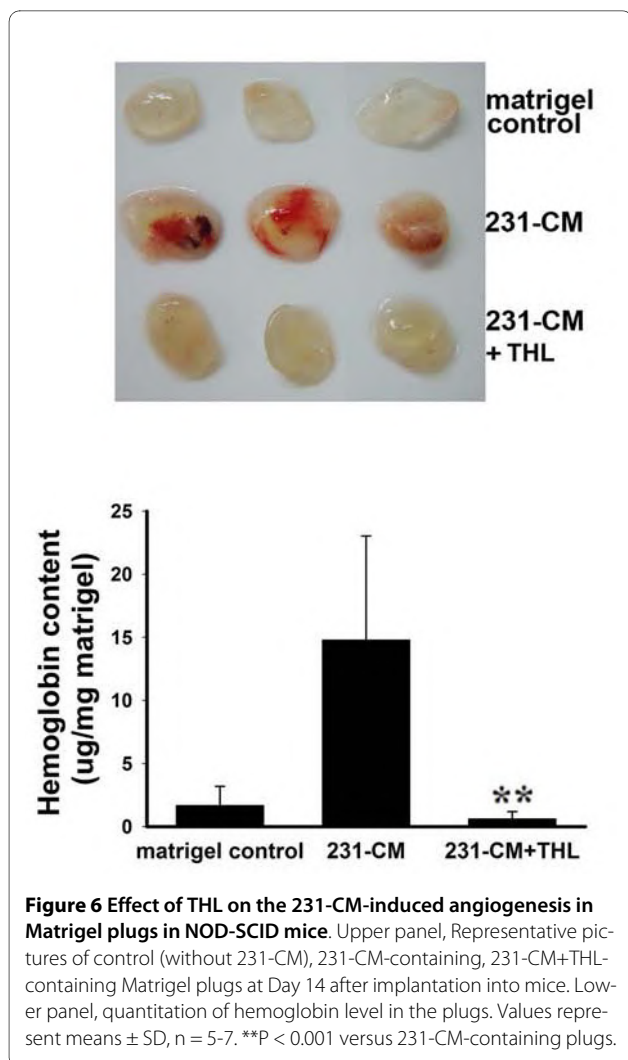 matrigel
control
231-CM
231-CM
+ THL
Hemoglobin content
(ug/mg matrigel)
25
20
15
10
5
0
**
matrigel control 231-CM 231-CM+THL
Figure 6 Effect of THL on the 231-CM-induced angiogenesis in
Matrigel plugs in NOD-SCID mice. Upper panel, Representative pic-
tures of control (without 231-CM), 231-CM-containing, 231-CM+THL-
containing Matrigel plugs at Day 14 after implantation into mice. Low-
er panel, quantitation of hemoglobin level in the plugs. Values repre-
sent means ± SD, n = 5-7. **P < 0.001 versus 231-CM-containing plugs.